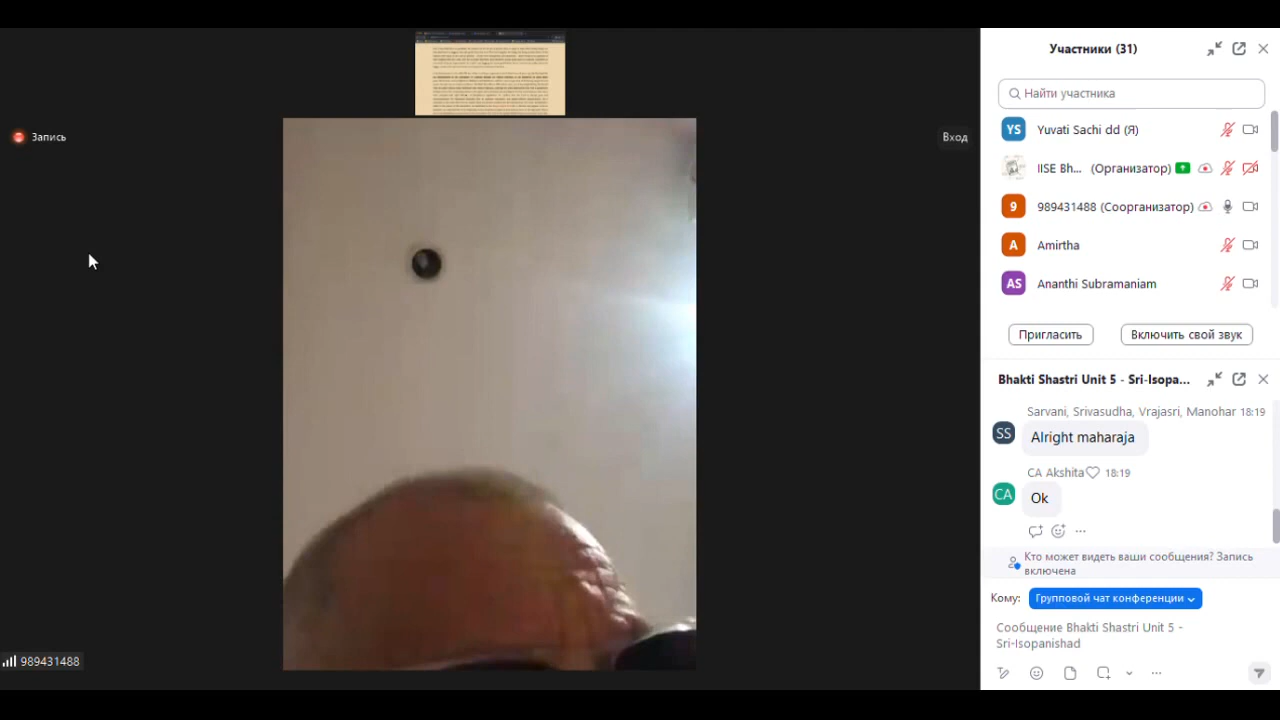 Запись
Вход
989431488
Участники (31)
Найти участника
YS Yuvati Sachi dd (Я)
IISE Bh... (Организатор)
9 989431488 (Соорганизатор)
A Amirtha
AS Ananthi Subramaniam
Пригласить
Включить свой звук
Bhakti Shastri Unit 5 - Sri-Isopa...
Sarvani, Srivasudha, Vrajasri, Manohar 18:19
SS Alright maharaja
CA Akshita♡ 18:19
CA Ok
Кто может видеть ваши сообщения? Запись
включена
Кому: Групповой чат конференции
Сообщение Bhakti Shastri Unit 5 -
Sri-Isopanishad